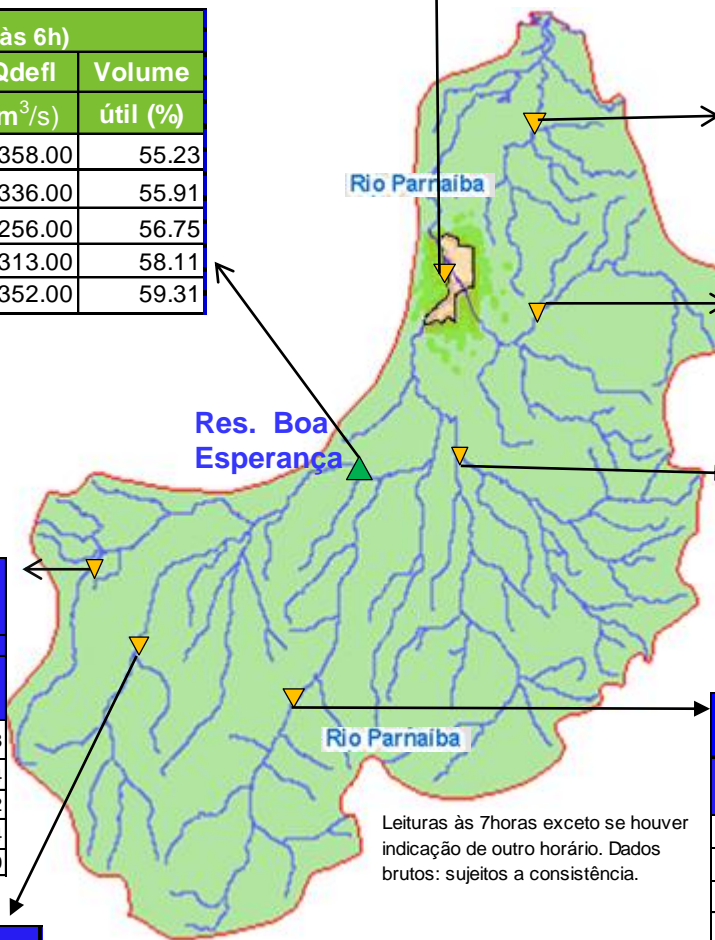 às 6h)
Qdefl Volume
m³/s) útil (%)
358.00 55.23
336.00 55.91
256.00 56.75
313.00 58.11
352.00 59.31
Rio Parnaíba
Res. Boa
Esperança
Rio Parnaíba
Leituras às 7horas exceto se houver
indicação de outro horário. Dados
brutos: sujeitos a consistência.